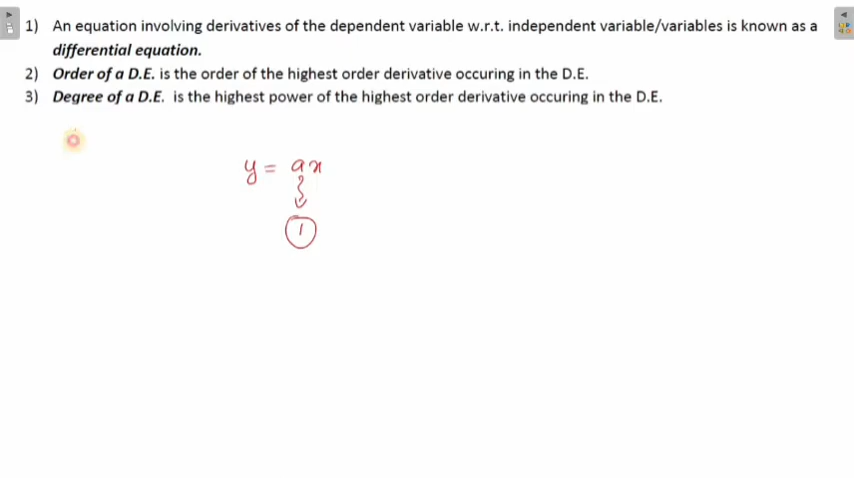 1) An equation involving derivatives of the dependent variable w.r.t. independent variable/variables is known as a
differential equation.
2) Order of a D.E. is the order of the highest order derivative occuring in the D.E.
3) Degree of a D.E. is the highest power of the highest order derivative occuring in the D.E.
y = ax
1